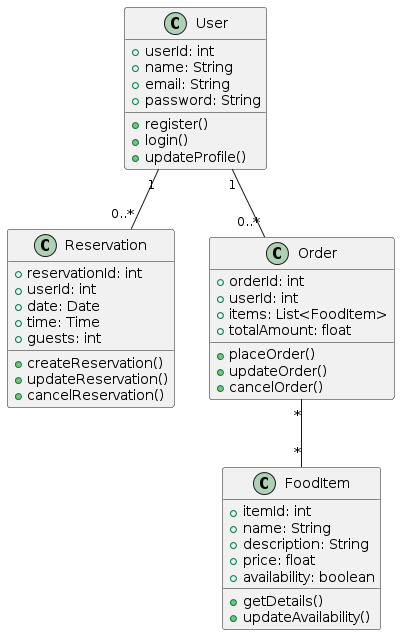 C User
userId: int
name: String
email: String
password: String
register()
login()
updateProfile()
1
1
0..*
0..*
C Reservation
reservationId: int
userId: int
date: Date
time: Time
guests: int
createReservation()
updateReservation()
cancelReservation()
C Order
orderId: int
userId: int
items: List<FoodItem>
totalAmount: float
placeOrder()
updateOrder()
cancelOrder()
*
*
C FoodItem
itemId: int
name: String
description: String
price: float
availability: boolean
getDetails()
updateAvailability()